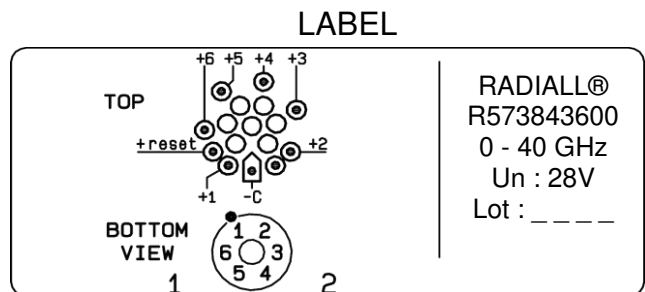 LABEL
+6 +5 +4 +3
TOP
+reset
+2
+1 -C
BOTTOM
VIEW
1 2
6 3
5 4
1 2
RADIALL®
R573843600
0 - 40 GHz
Un : 28V
Lot : _ _ _ _